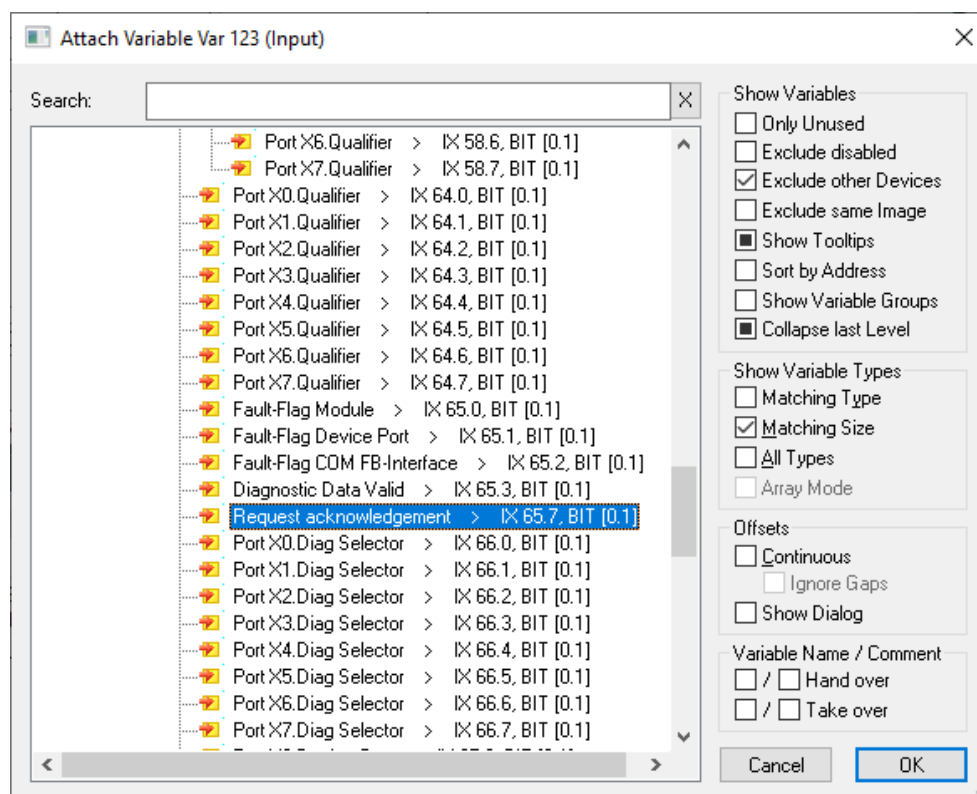 Attach Variable Var 123 (Input)
Search:
Port X6.Qualifier > IX 58.6, BIT [0.1]
Port X7.Qualifier > IX 58.7, BIT [0.1]
Port X0.Qualifier > IX 64.0, BIT [0.1]
Port X1.Qualifier > IX 64.1, BIT [0.1]
Port X2.Qualifier > IX 64.2, BIT [0.1]
Port X3.Qualifier > IX 64.3, BIT [0.1]
Port X4.Qualifier > IX 64.4, BIT [0.1]
Port X5.Qualifier > IX 64.5, BIT [0.1]
Port X6.Qualifier > IX 64.6, BIT [0.1]
Port X7.Qualifier > IX 64.7, BIT [0.1]
Fault-Flag Module > IX 65.0, BIT [0.1]
Fault-Flag Device Port > IX 65.1, BIT [0.1]
Fault-Flag COM FB-Interface > IX 65.2, BIT [0.1]
Diagnostic Data Valid > IX 65.3, BIT [0.1]
Request acknowledgement > IX 65.7, BIT [0.1]
Port X0.Diag Selector > IX 66.0, BIT [0.1]
Port X1.Diag Selector > IX 66.1, BIT [0.1]
Port X2.Diag Selector > IX 66.2, BIT [0.1]
Port X3.Diag Selector > IX 66.3, BIT [0.1]
Port X4.Diag Selector > IX 66.4, BIT [0.1]
Port X5.Diag Selector > IX 66.5, BIT [0.1]
Port X6.Diag Selector > IX 66.6, BIT [0.1]
Port X7.Diag Selector > IX 66.7, BIT [0.1]
Show Variables
Only Unused
Exclude disabled
Exclude other Devices
Exclude same Image
Show Tooltips
Sort by Address
Show Variable Groups
Collapse last Level
Show Variable Types
Matching Type
Matching Size
All Types
Array Mode
Offsets
Continuous
Ignore Gaps
Show Dialog
Variable Name / Comment
/ Hand over
/ Take over
Cancel
OK